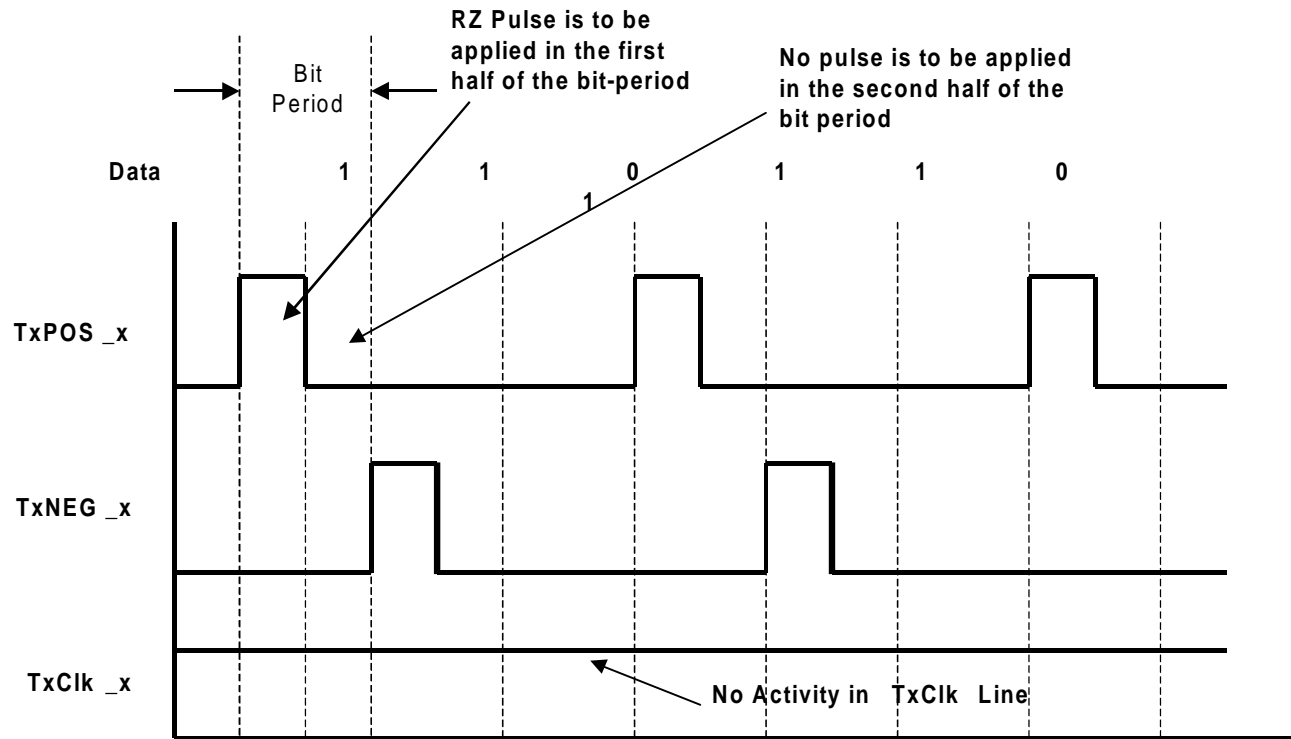 RZ Pulse is to be
applied in the first
half of the bit-period
No pulse is to be applied
in the second half of the
bit period
Bit
Period
Data 1 1 0 1 1 0
1
TxPOS _x
TxNEG _x
TxClk _x
No Activity in TxClk Line